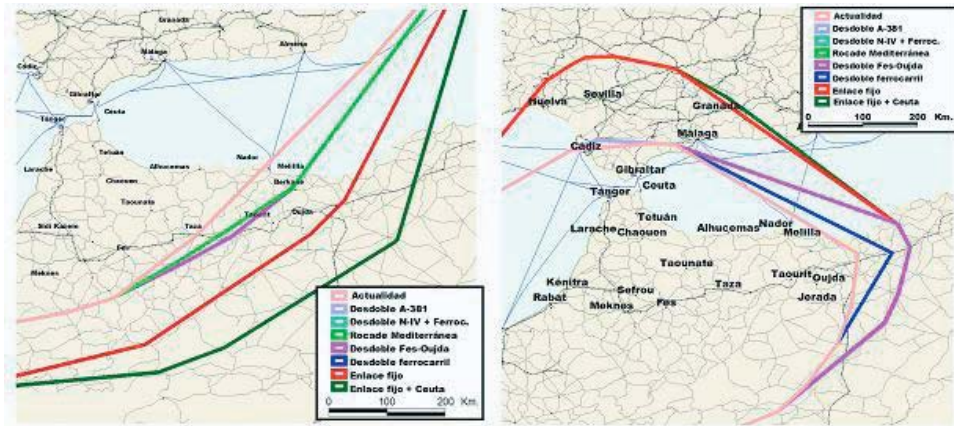 Granada
Málaga
Almería
Cádiz
Gibraltar
Ceuta
Tánger
Tetuán
Larache
Alhucemas
Nador
Melilla
Chaouen
Berkane
Taounata
Taourirt
Oujda
Taza
Sidi Kacem
Fes
Meknes
Actualidad
Desdoble A-381
Desdoble N-IV + Ferroc.
Rocade Mediterránea
Desdoble Fes-Oujda
Desdoble ferrocarril
Enlace fijo
Enlace fijo + Ceuta
0 100 200 Km.
Actualidad
Desdoble A-381
Desdoble N-IV + Ferroc.
Rocade Mediterránea
Desdoble Fes-Oujda
Desdoble ferrocarril
Enlace fijo
Enlace fijo + Ceuta
0 100 200 Km.
Huelva
Sevilla
Granada
Málaga
Cádiz
Gibraltar
Tánger
Ceuta
Tetuán
Larache
Chaouen
Alhucemas
Nador
Melilla
Taounate
Taourit
Oujda
Kénitra
Sefrou
Taza
Jerada
Rabat
Meknos
Fes